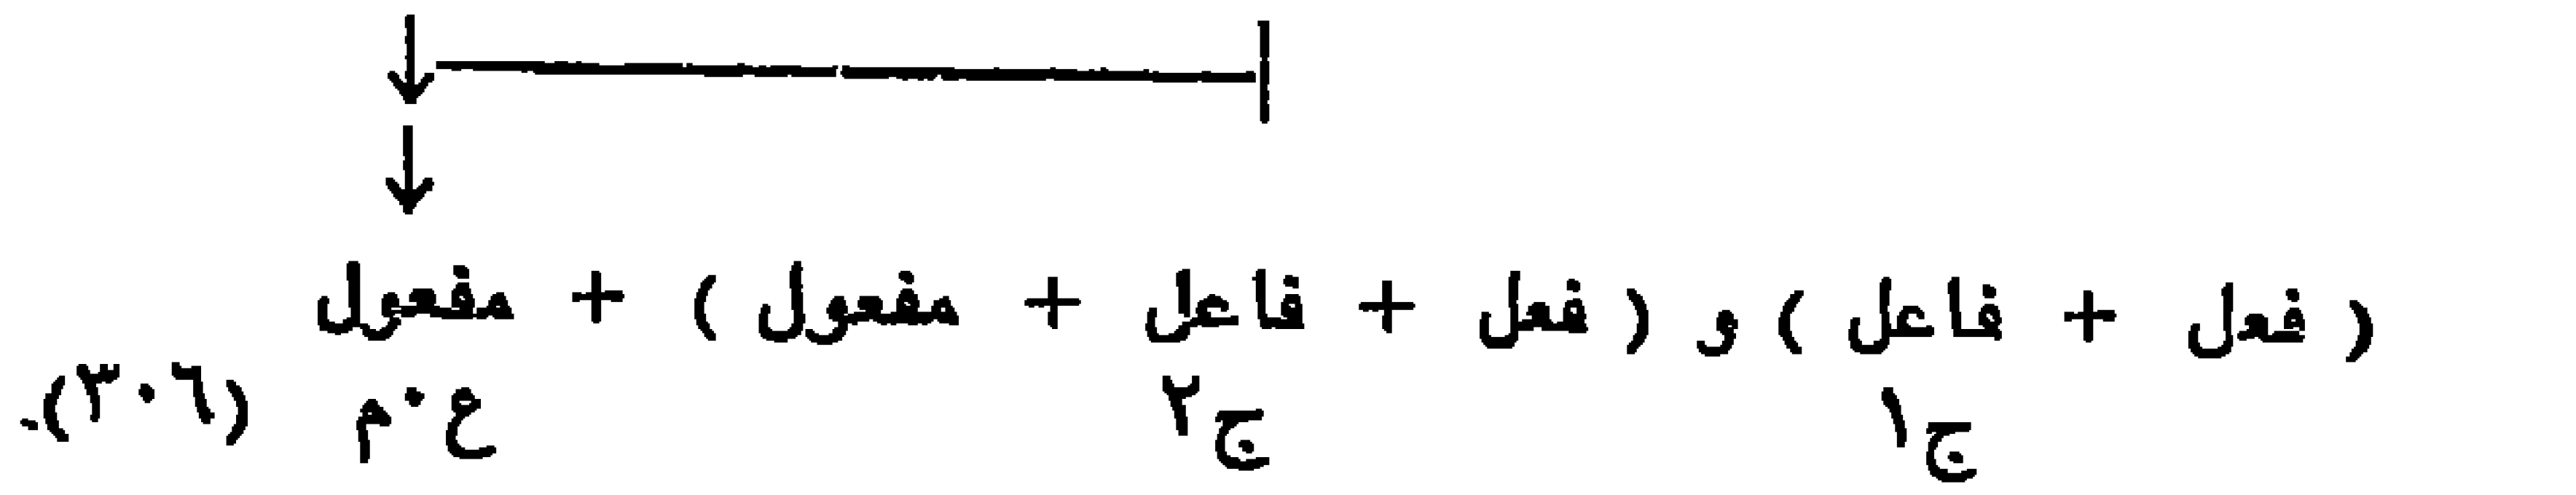 ( فعل + فاعل ) و ( فعل + فاعل + مفعول ) + مفعول
ج١ ج٢ ع٠م (٣٠٦).